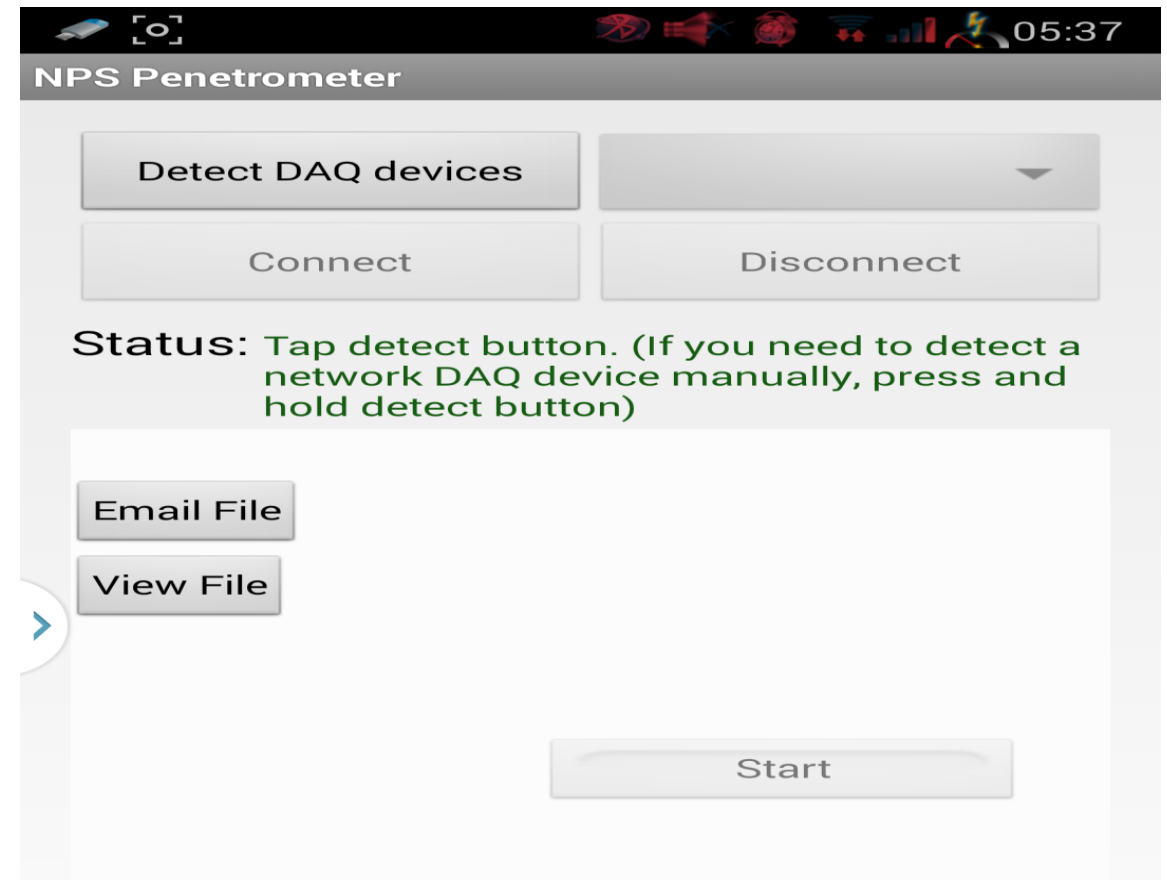 05:37
NPS Penetrometer
Detect DAQ devices
Connect
Disconnect
Status: Tap detect button. (If you need to detect a
network DAQ device manually, press and
hold detect button)
Email File
View File
Start